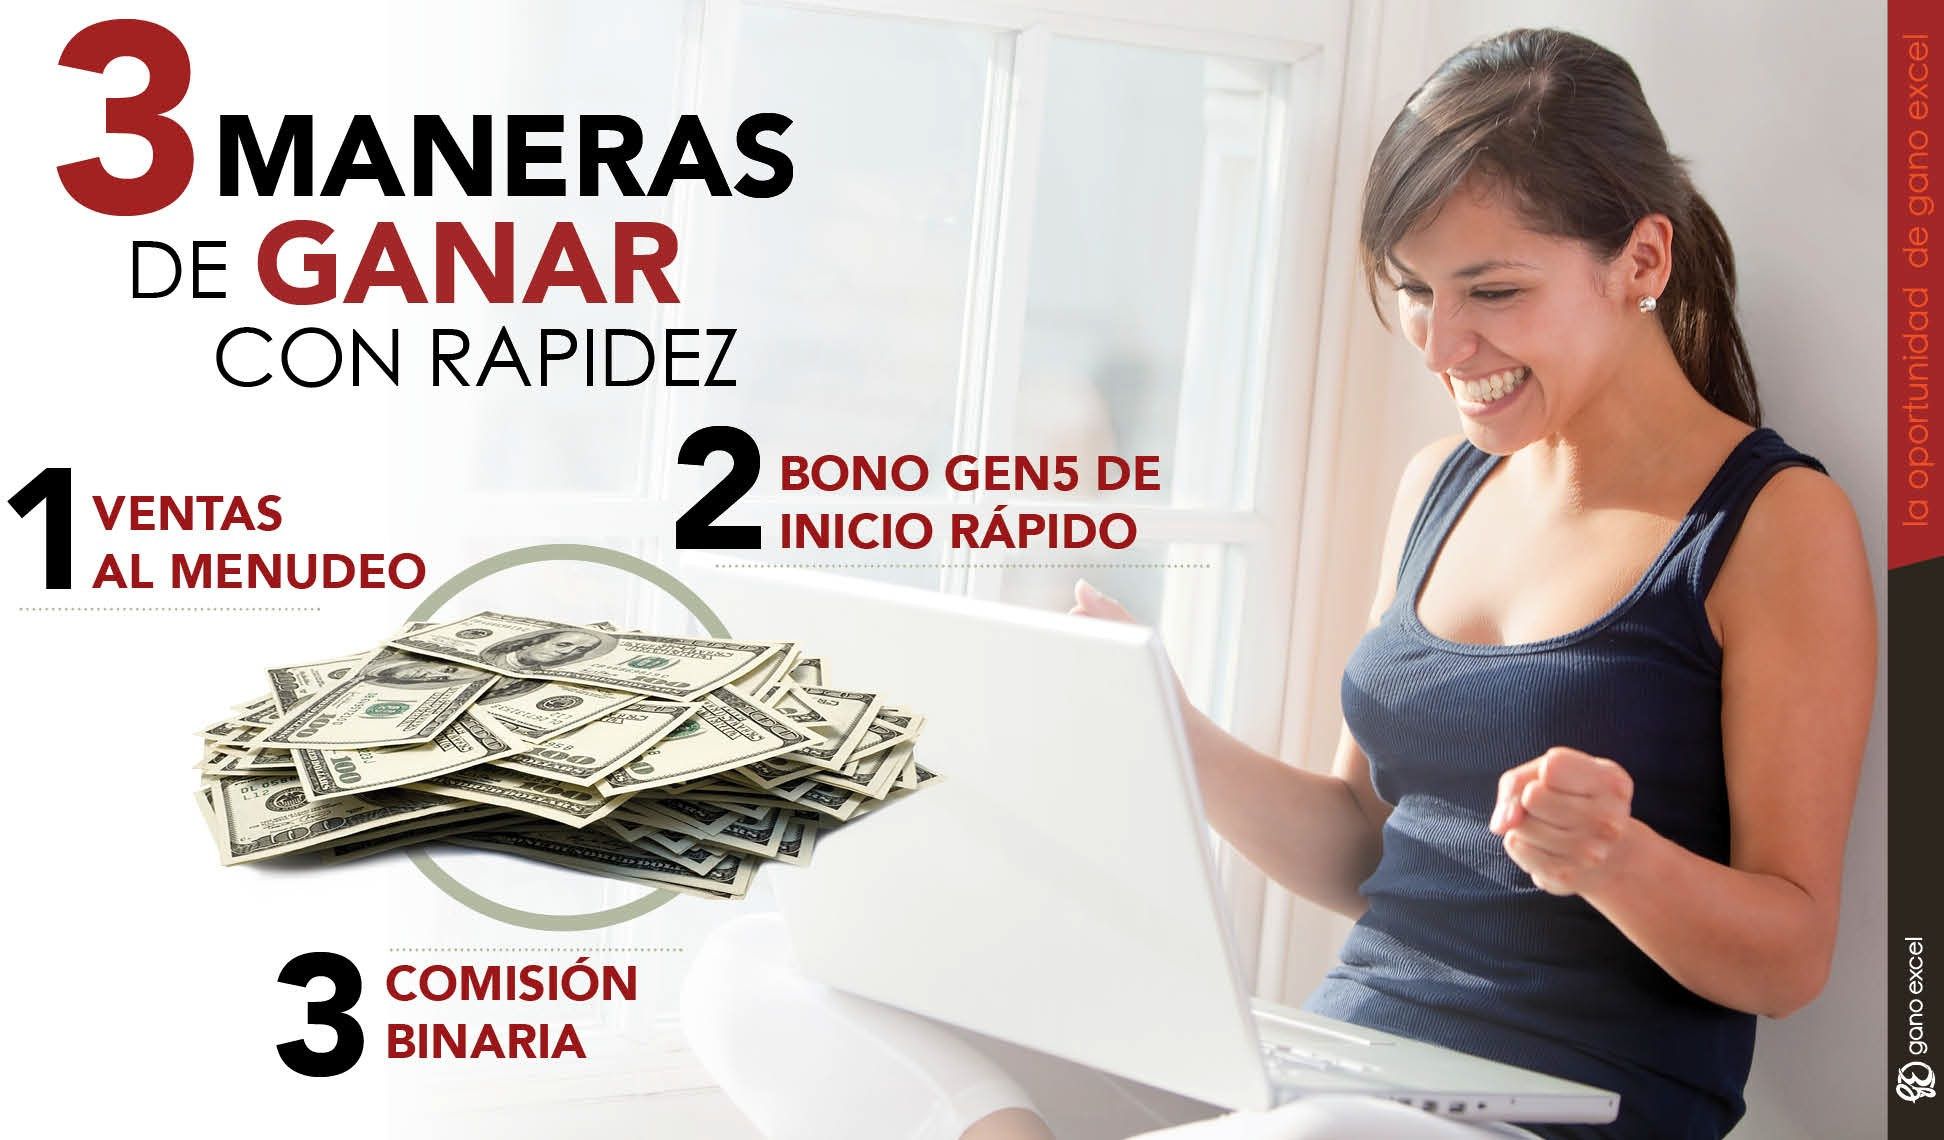 3 MANERAS
DE GANAR
CON RAPIDEZ
1 VENTAS
AL MENUDEO
2 BONO GEN5 DE
INICIO RÁPIDO
3 COMISIÓN
BINARIA
la oportunidad de gano excel
gano excel